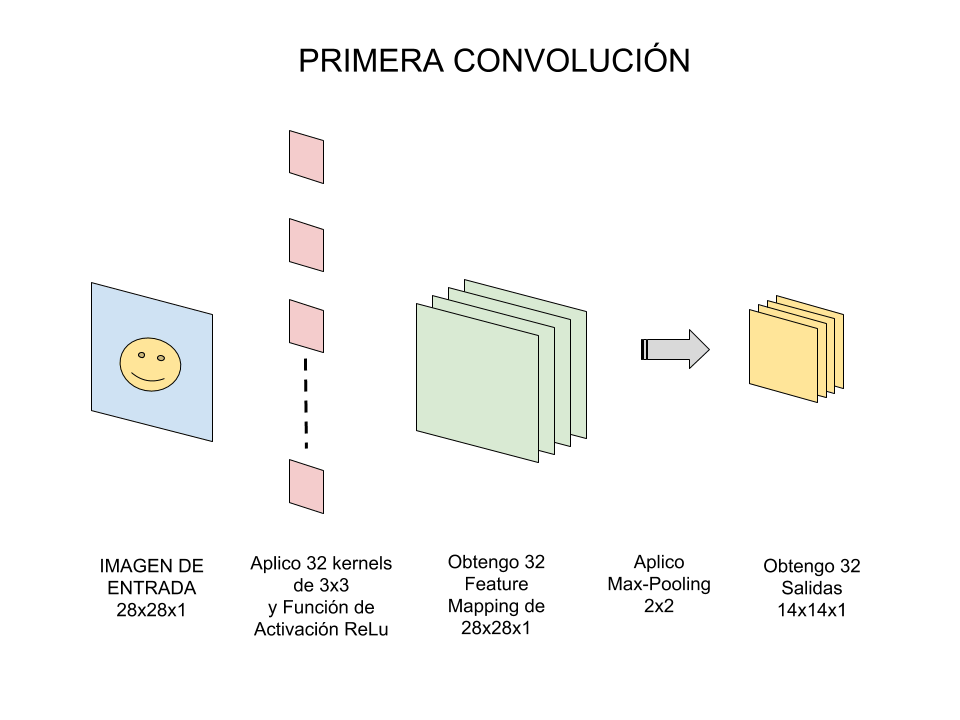 PRIMERA CONVOLUCIÓN
IMAGEN DE
ENTRADA
28x28x1
Aplico 32 kernels
de 3x3
y Función de
Activación ReLu
Obtengo 32
Feature
Mapping de
28x28x1
Aplico
Max-Pooling
2x2
Obtengo 32
Salidas
14x14x1